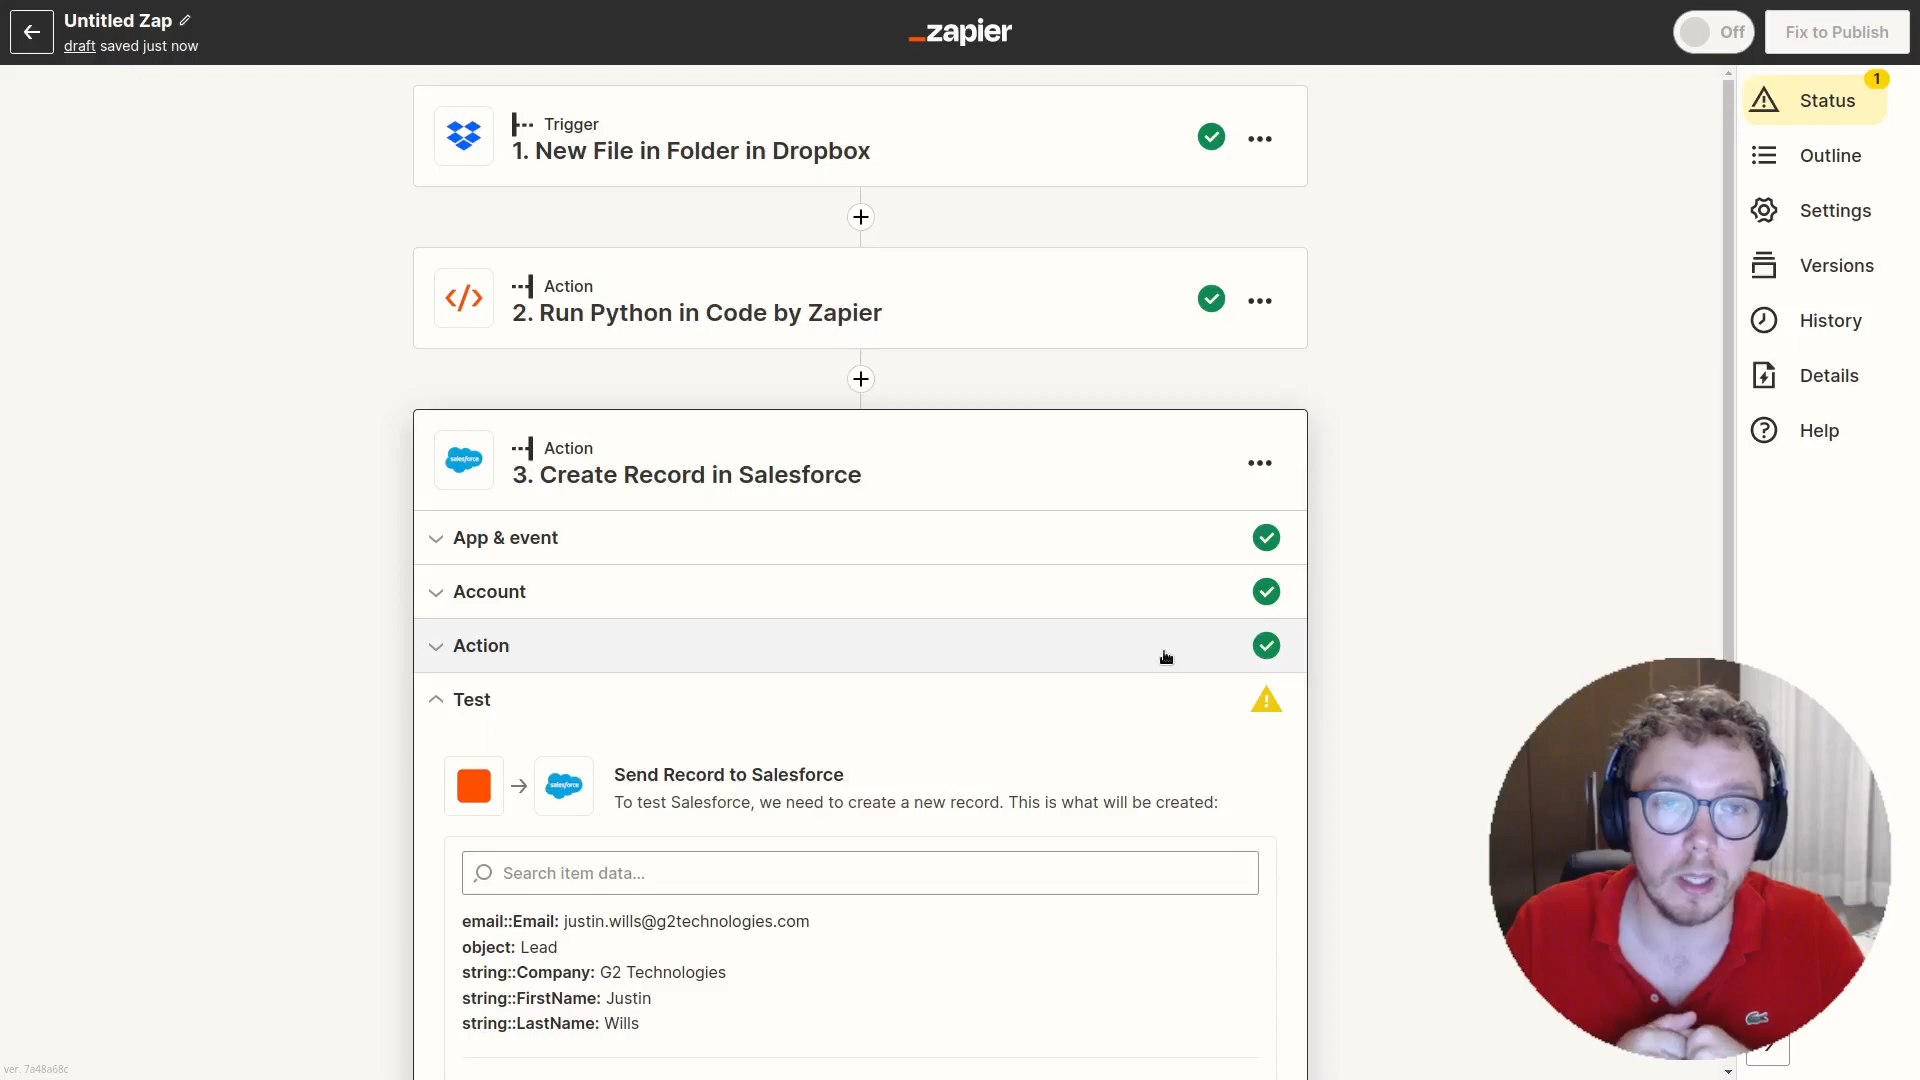 Untitled Zap
draft saved just now
zapier
Off
Fix to Publish
1
Status
Outline
Settings
Versions
History
Details
Help
Trigger
1. New File in Folder in Dropbox
Action
2. Run Python in Code by Zapier
salesforce
Action
3. Create Record in Salesforce
App & event
Account
Action
Test
salesforce
Send Record to Salesforce
To test Salesforce, we need to create a new record. This is what will be created:
Search item data...
email::Email: justin.wills@g2technologies.com
object: Lead
string::Company: G2 Technologies
string::FirstName: Justin
string::LastName: Wills
ver. 7a48a68c